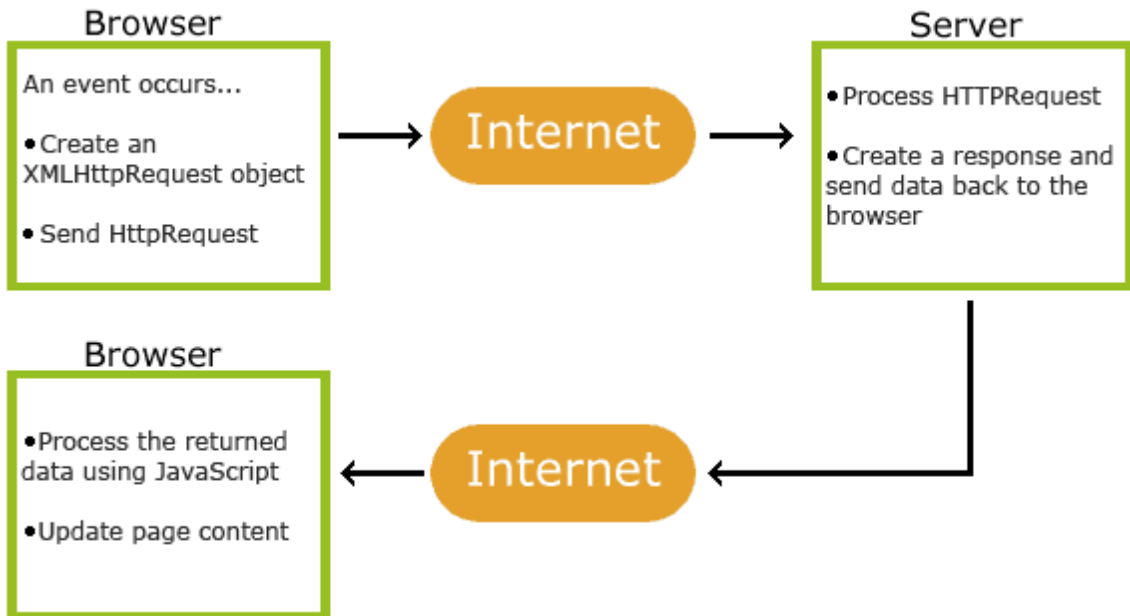 Browser
An event occurs...
•Create an
XMLHttpRequest object
• Send HttpRequest
Internet
Server
•Process HTTPRequest
•Create a response and
send data back to the
browser
Browser
•Process the returned
data using JavaScript
•Update page content
Internet